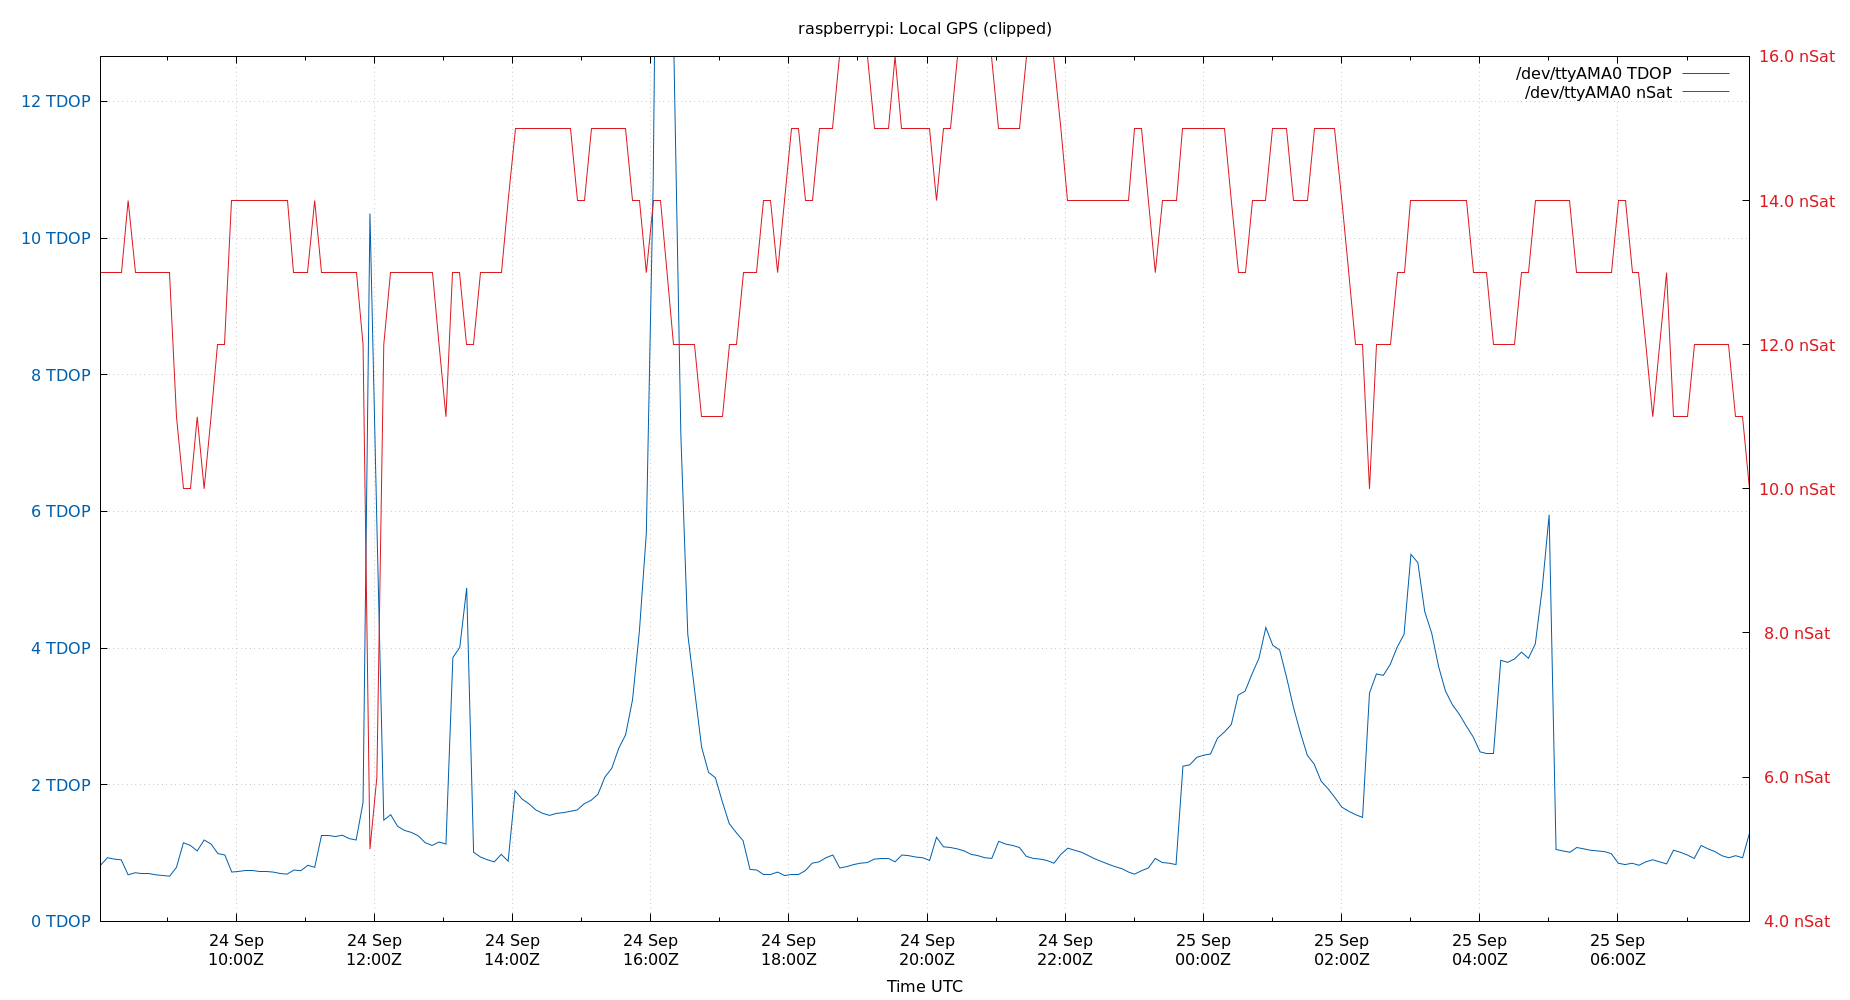 raspberrypi: Local GPS (clipped)
16.0 nSat
/dev/ttyAMA0 TDOP
/dev/ttyAMA0 nSat
12 TDOP
14.0 nSat
10 TDOP
12.0 nSat
8 TDOP
10.0 nSat
6 TDOP
8.0 nSat
4 TDOP
6.0 nSat
2 TDOP
4.0 nSat
0 TDOP
24 Sep 24 Sep 24 Sep 24 Sep 24 Sep 24 Sep 24 Sep 25 Sep 25 Sep 25 Sep 25 Sep
10:00Z 12:00Z 14:00Z 16:00Z 18:00Z 20:00Z 22:00Z 00:00Z 02:00Z 04:00Z 06:00Z
Time UTC